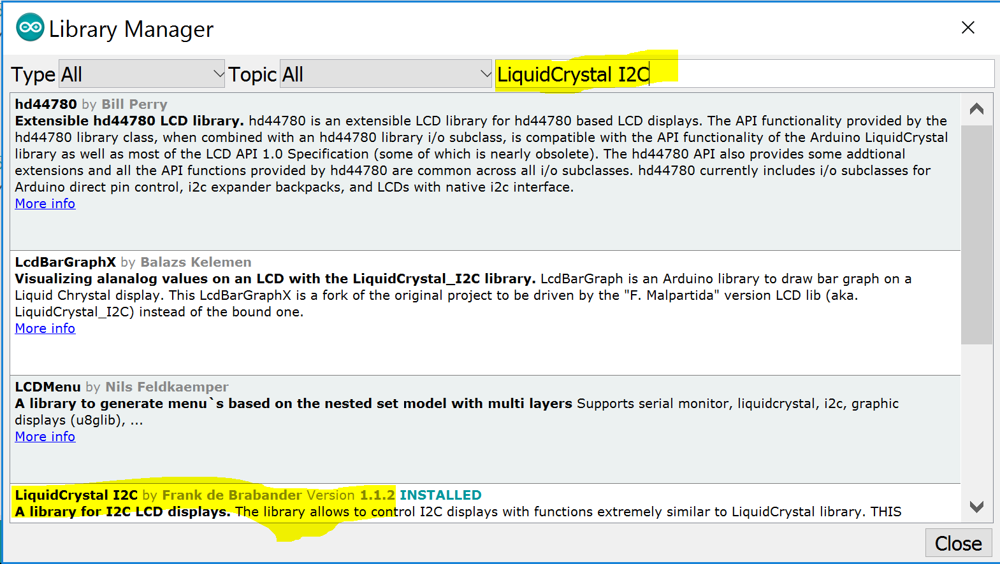 Library Manager
Type All Topic All LiquidCrystal I2C
hd44780 by Bill Perry
Extensible hd44780 LCD library. hd44780 is an extensible LCD library for hd44780 based LCD displays. The API functionality provided by the
hd44780 library class, when combined with an hd44780 library i/o subclass, is compatible with the API functionality of the Arduino LiquidCrystal
library as well as most of the LCD API 1.0 Specification (some of which is nearly obsolete). The hd44780 API also provides some addtional
extensions and all the API functions provided by hd44780 are common across all i/o subclasses. hd44780 currently includes i/o subclasses for
Arduino direct pin control, i2c expander backpacks, and LCDs with native i2c interface.
More info
LcdBarGraphX by Balazs Kelemen
Visualizing alanalog values on an LCD with the LiquidCrystal_I2C library. LcdBarGraph is an Arduino library to draw bar graph on a
Liquid Chrystal display. This LcdBarGraphX is a fork of the original project to be driven by the "F. Malpartida" version LCD lib (aka.
LiquidCrystal_I2C) instead of the bound one.
More info
LCDMenu by Nils Feldkaemper
A library to generate menu`s based on the nested set model with multi layers Supports serial monitor, liquidcrystal, i2c, graphic
displays (u8glib), ...
More info
LiquidCrystal I2C by Frank de Brabander Version 1.1.2 INSTALLED
A library for I2C LCD displays. The library allows to control I2C displays with functions extremely similar to LiquidCrystal library. THIS
Close